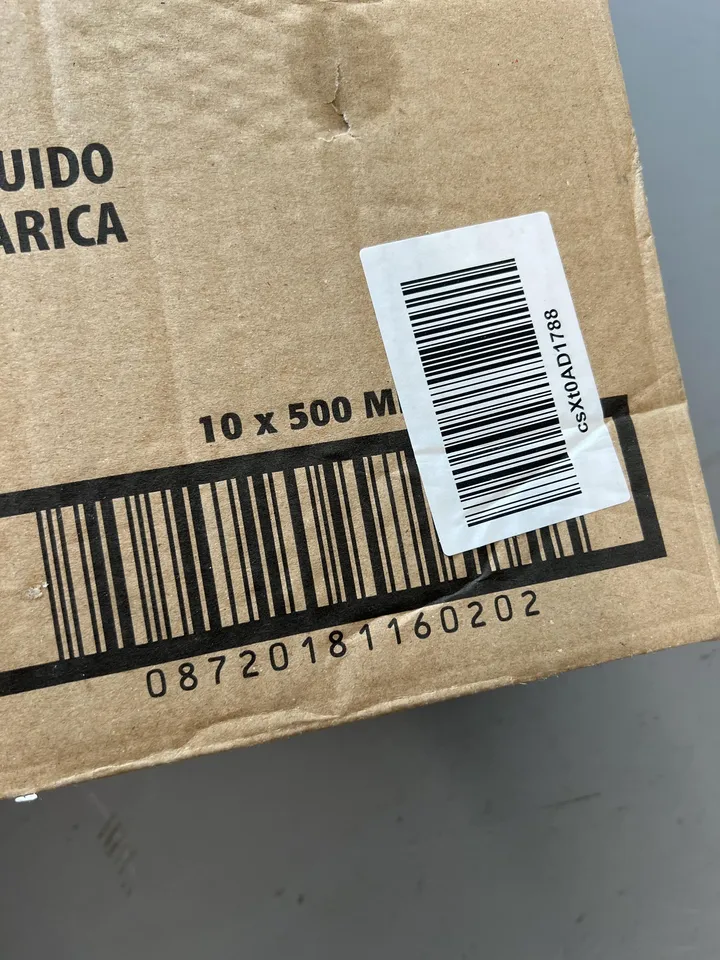 UIDO
ARICA
csXt0AD1788
10 x 500 M
08720181160202